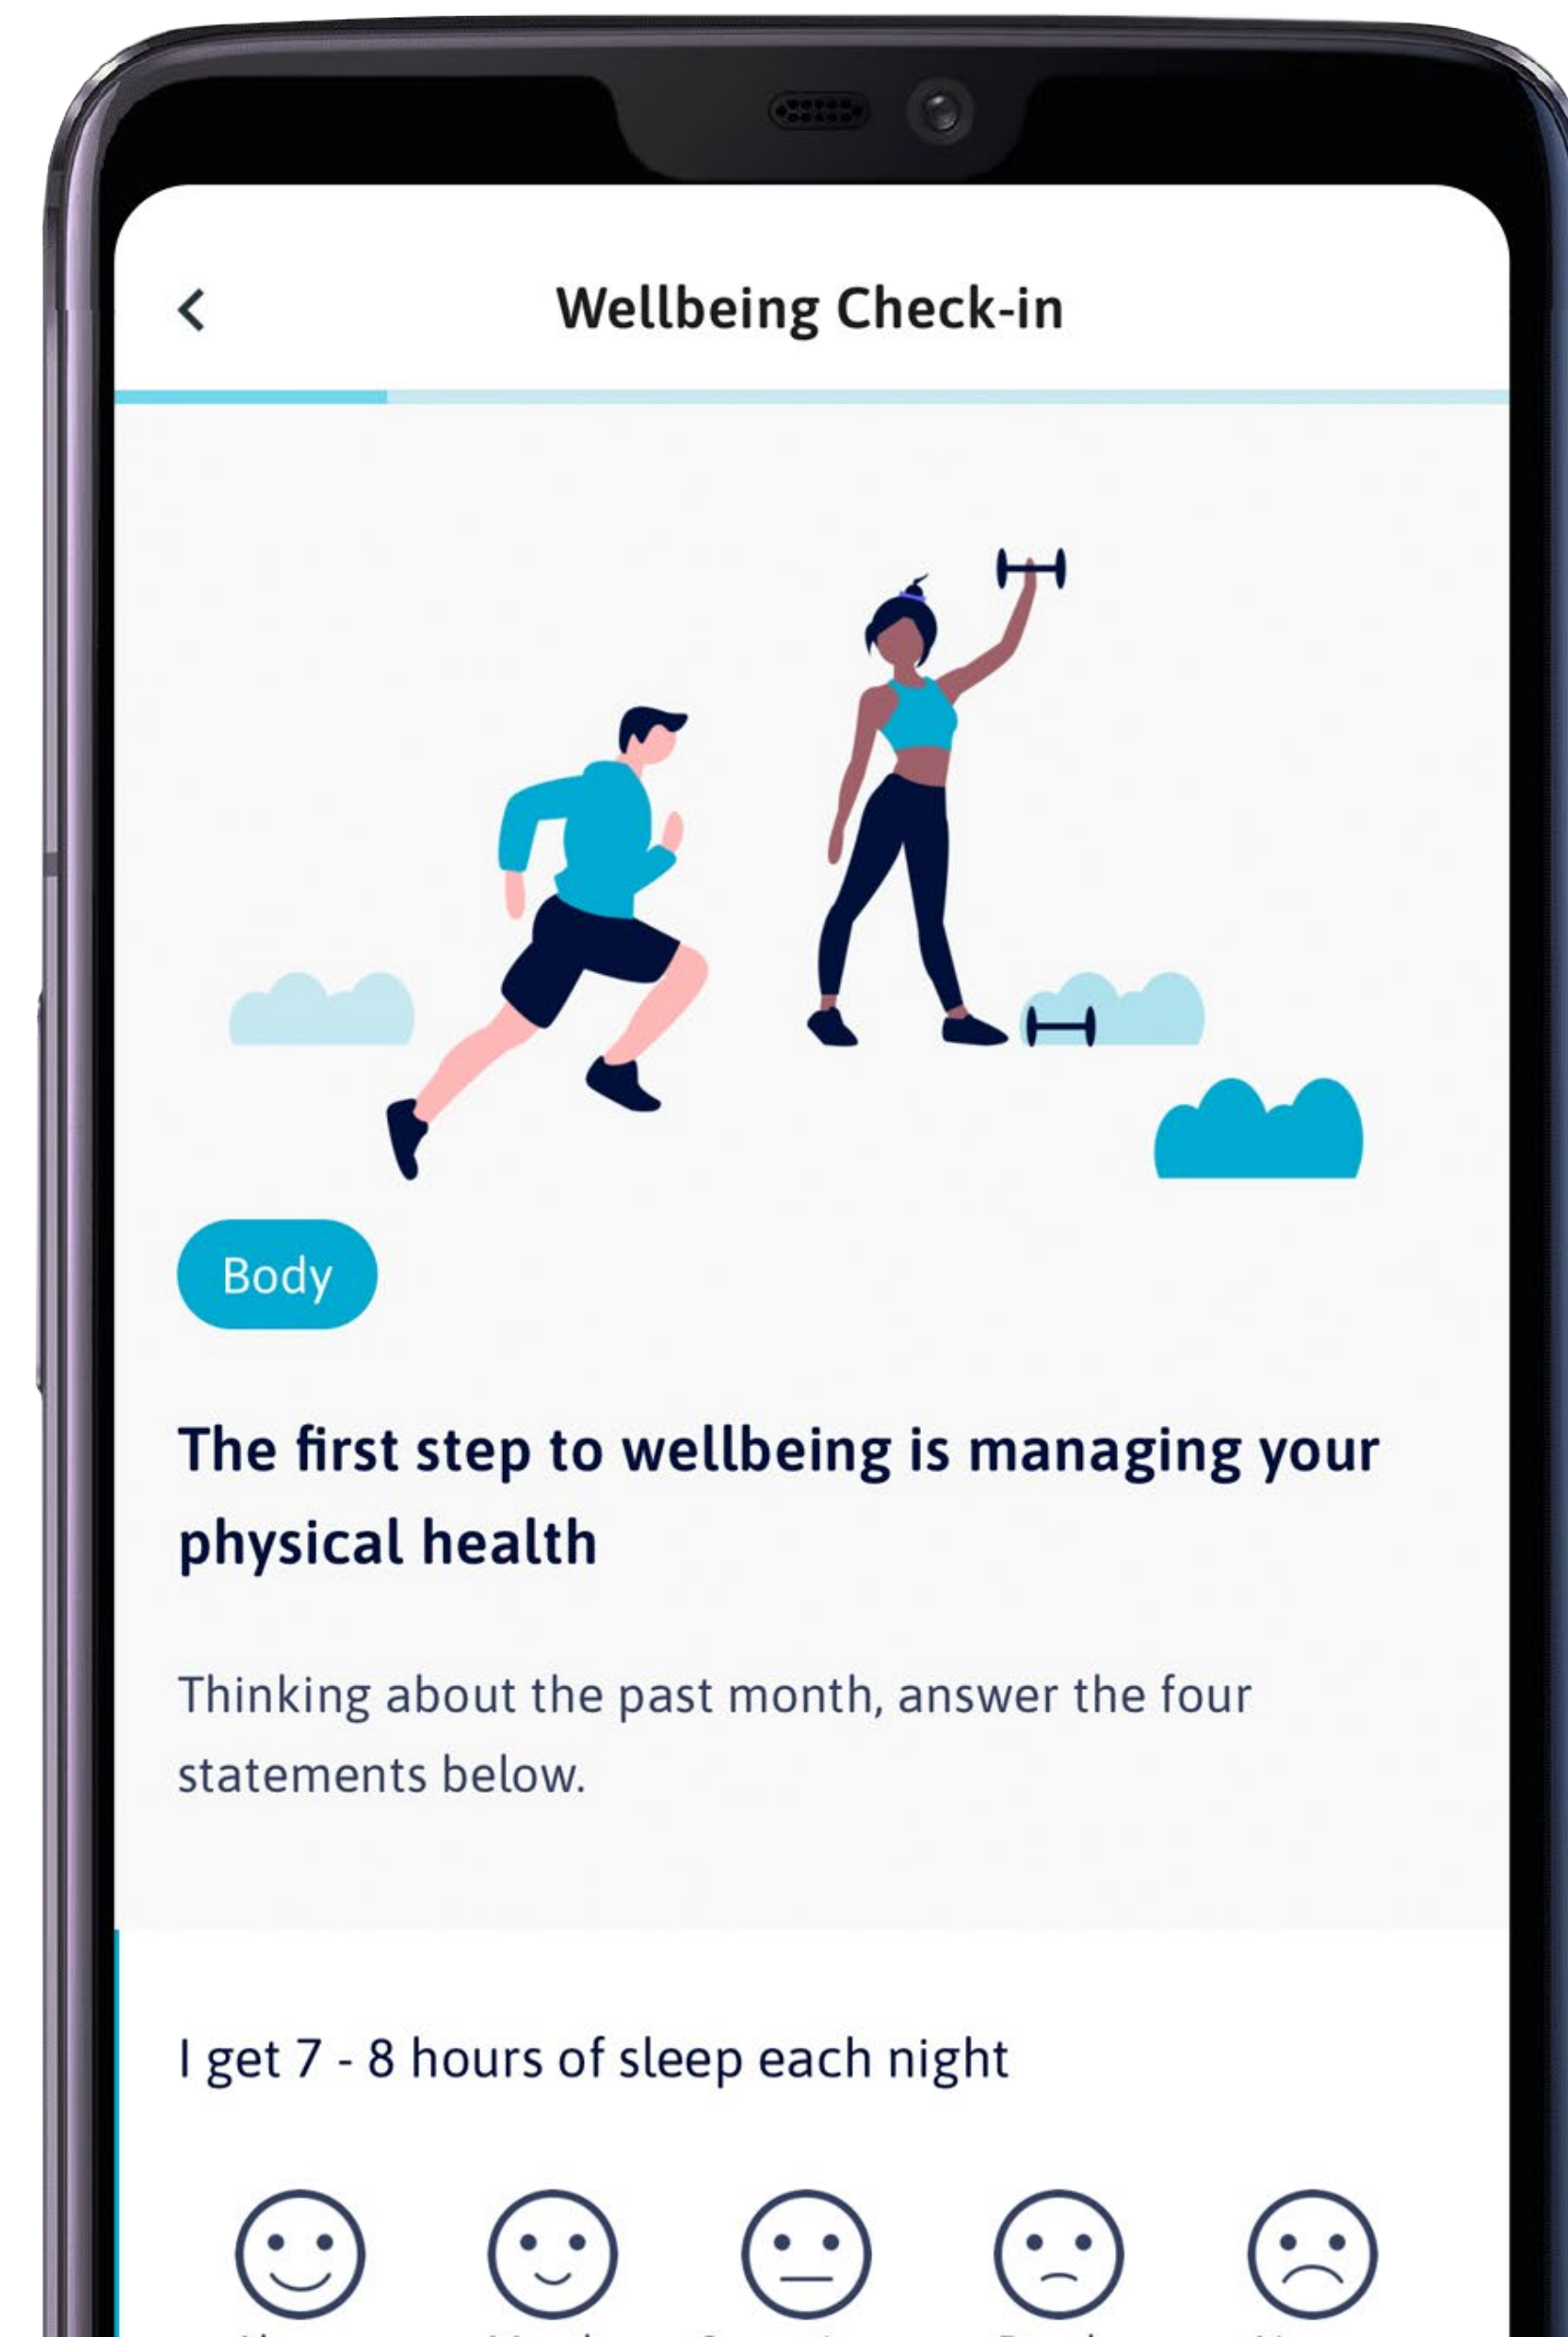 Wellbeing Check-in
Body
The first step to wellbeing is managing your
physical health
Thinking about the past month, answer the four
statements below.
I get 7 - 8 hours of sleep each night